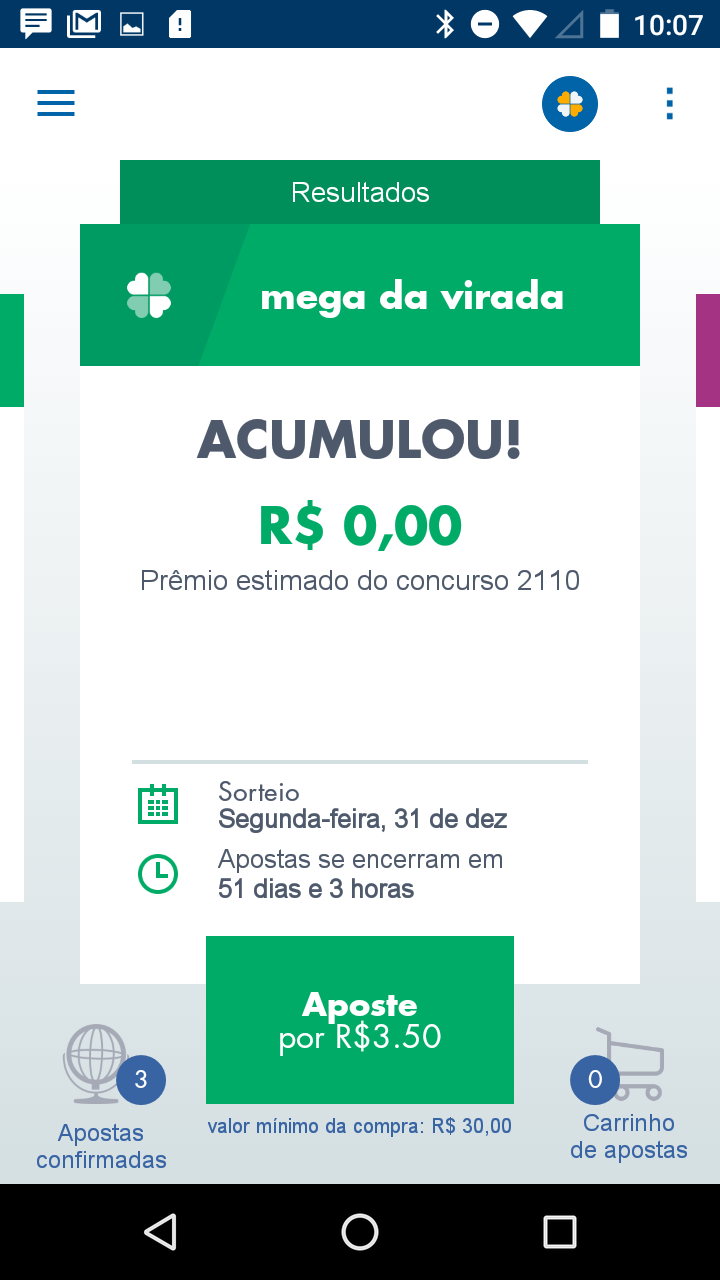 10:07
Resultados
mega da virada
ACUMULOU!
R$ 0,00
Prêmio estimado do concurso 2110
Sorteio
Segunda-feira, 31 de dez
Apostas se encerram em
51 dias e 3 horas
Aposte
por R$3.50
valor mínimo da compra: R$ 30,00
3
Apostas
confirmadas
0
Carrinho
de apostas